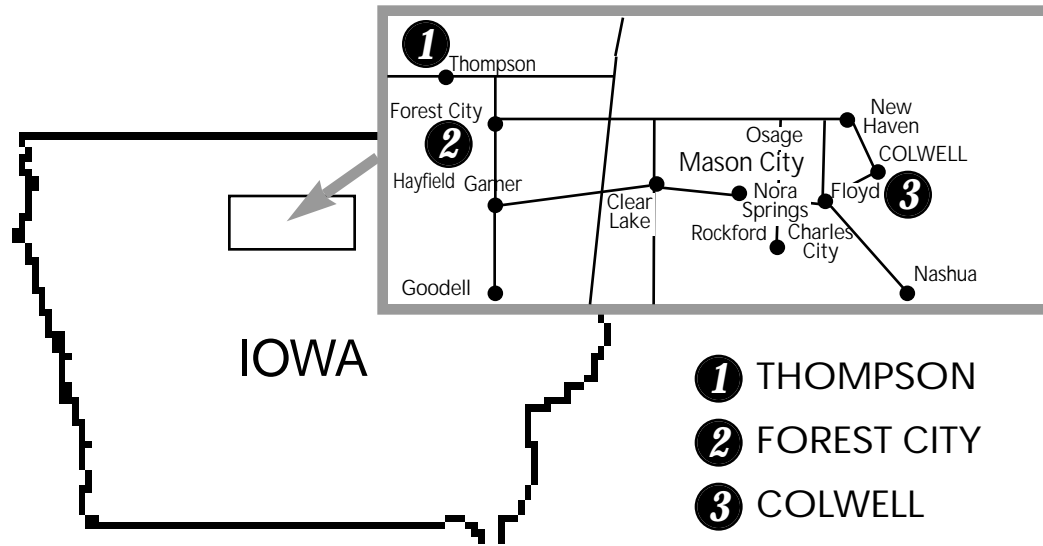 1
Thompson
Forest City
2
Hayfield
Garner
Goodell
Clear
Lake
Mason City
Osage
Nora
Springs
Rockford
Charles
City
Floyd
New
Haven
COLWELL
3
Nashua
IOWA
1 THOMPSON
2 FOREST CITY
3 COLWELL